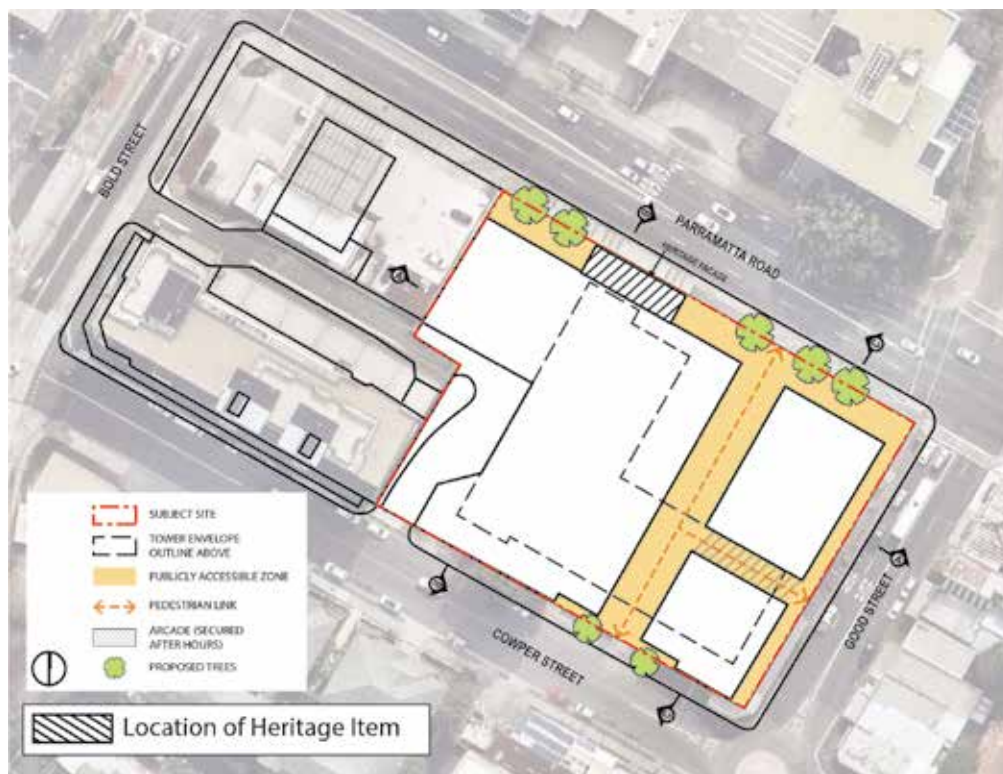 BOLD STREET
PARRAMATTA ROAD
HERITAGE FACADE
GOOD STREET
COWPER STREET
SUBJECT SITE
TOWER ENVELOPE
OUTLINE ABOVE
PUBLICLY ACCESSIBLE ZONE
PEDESTRIAN LINK
ARCADE (SECURED
AFTER HOURS)
PROPOSED TREES
Location of Heritage Item